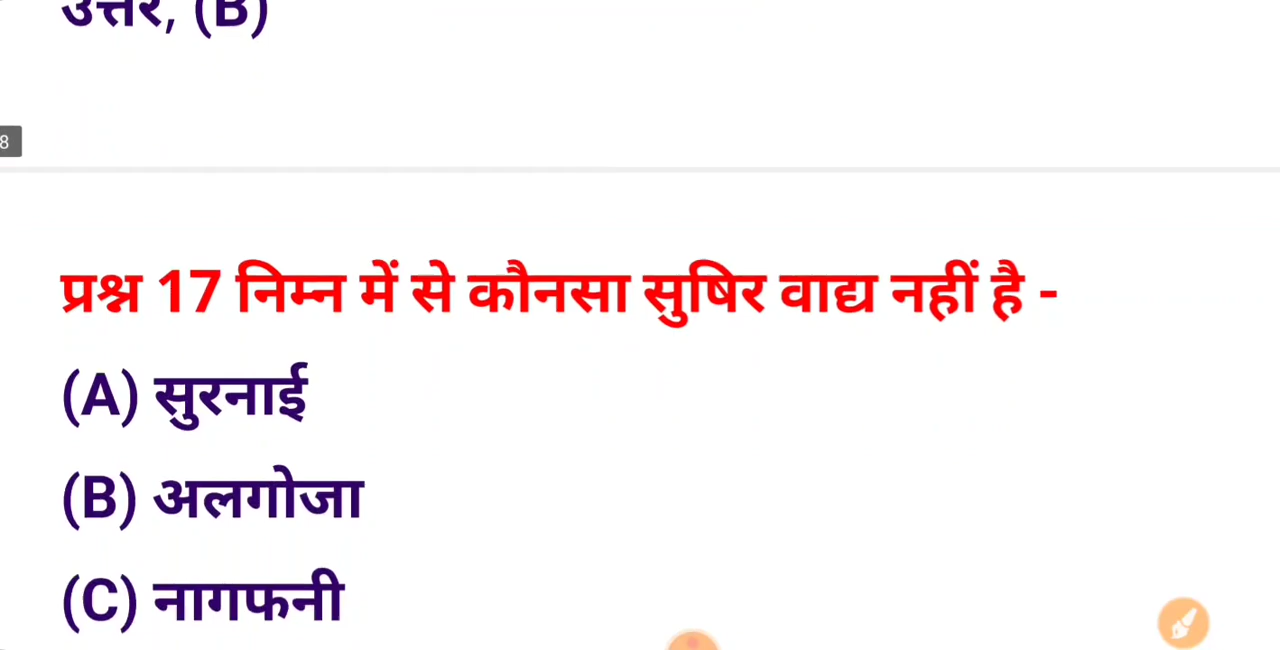 उत्तर, (B)
8
प्रश्न 17 निम्न में से कौनसा सुषिर वाद्य नहीं है -
(A) सुरनाई
(B) अलगोजा
(C) नागफनी